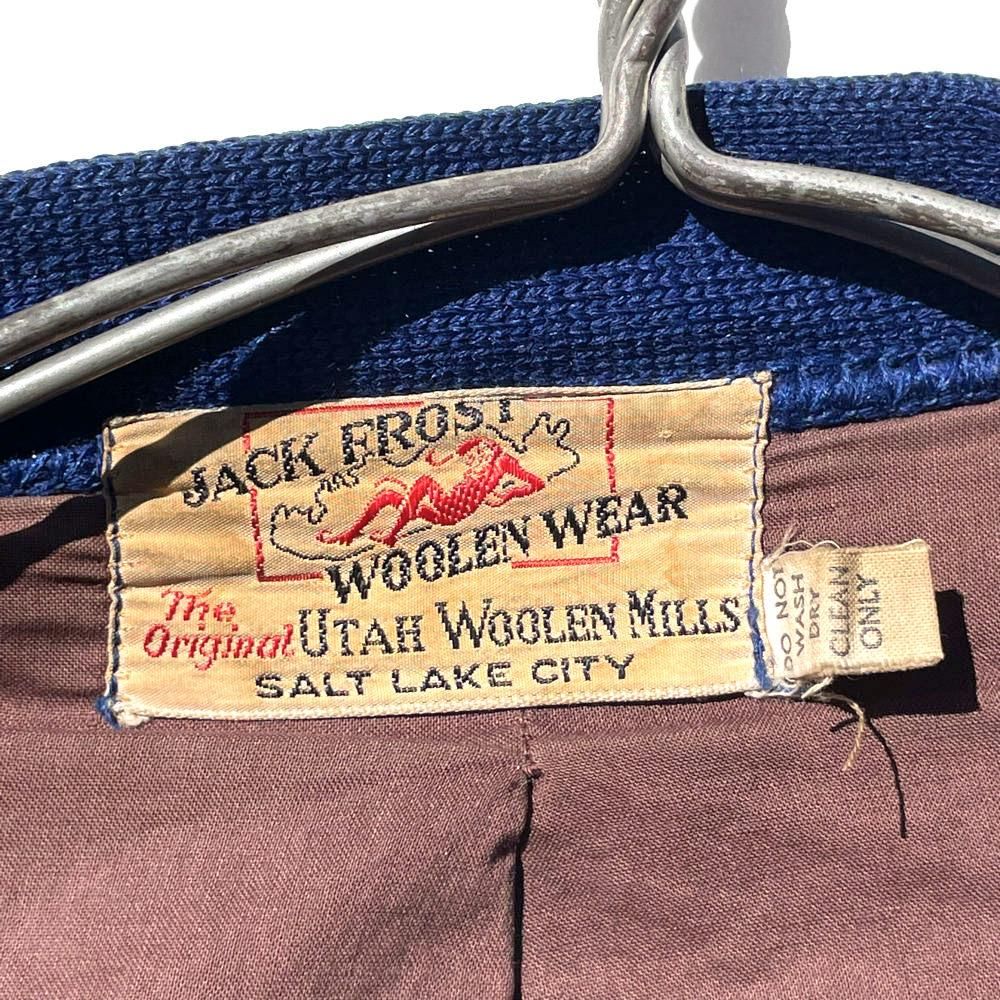 JACK FROST
WOOLEN WEAR
The
Original
UTAH WOOLEN MILLS
SALT LAKE CITY
DO NOT
WASH
DRY
CLEAN
ONLY